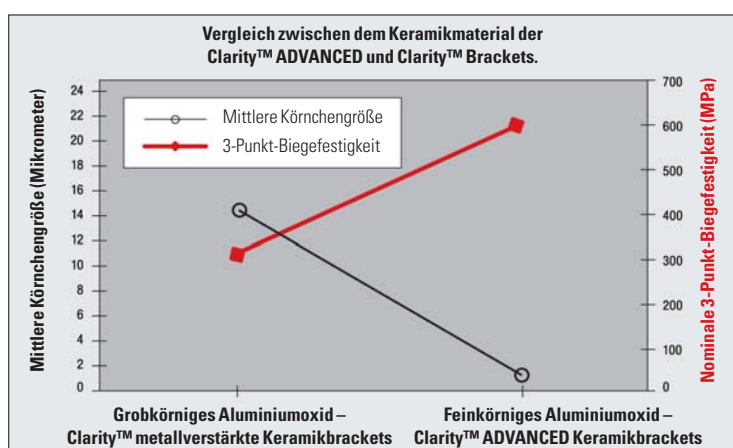 Vergleich zwischen dem Keramikmaterial der
Clarity™ ADVANCED und Clarity™ Brackets.
Mittlere Körnchengröße (Mikrometer)
24
22
20
18
16
14
12
10
8
6
4
2
0
Mittlere Körnchengröße
3-Punkt-Biegefestigkeit
700
600
500
400
300
200
100
0
Nominale 3-Punkt-Biegefestigkeit (MPa)
Grobkörniges Aluminiumoxid –
Clarity™ metallverstärkte Keramikbrackets
Feinkörniges Aluminiumoxid –
Clarity™ ADVANCED Keramikbrackets